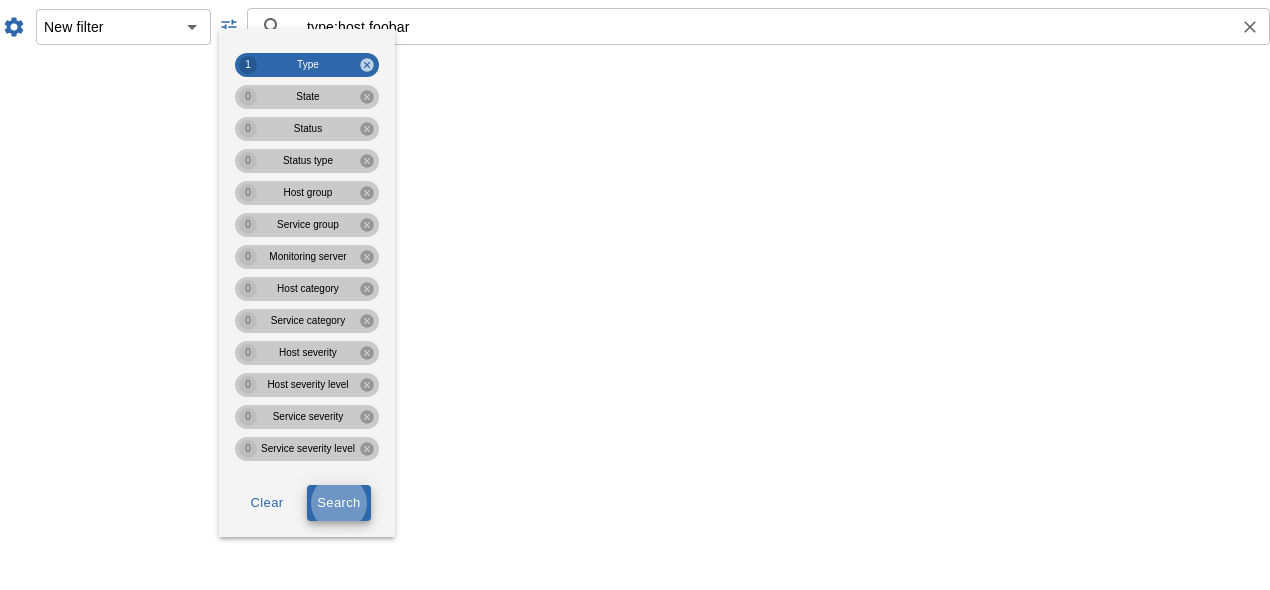 New filter
type:host foobar
1 Type
0 State
0 Status
0 Status type
0 Host group
0 Service group
0 Monitoring server
0 Host category
0 Service category
0 Host severity
0 Host severity level
0 Service severity
0 Service severity level
Clear Search